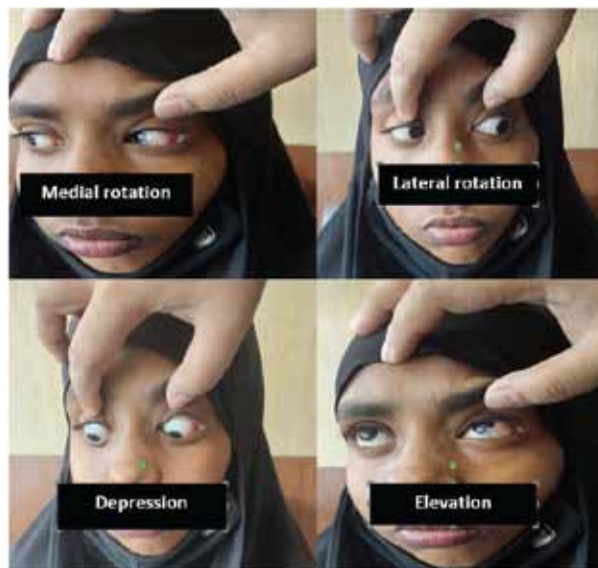 Medial rotation
Lateral rotation
Depression
Elevation